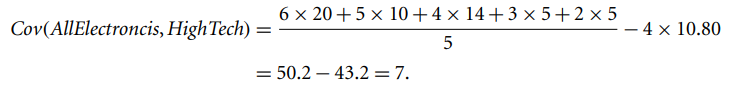 Cov(AllElectroncis, HighTech) = \frac{6 × 20 + 5 × 10 + 4 × 14 + 3 × 5 + 2 × 5}{5} − 4 × 10.80
= 50.2 − 43.2 = 7.